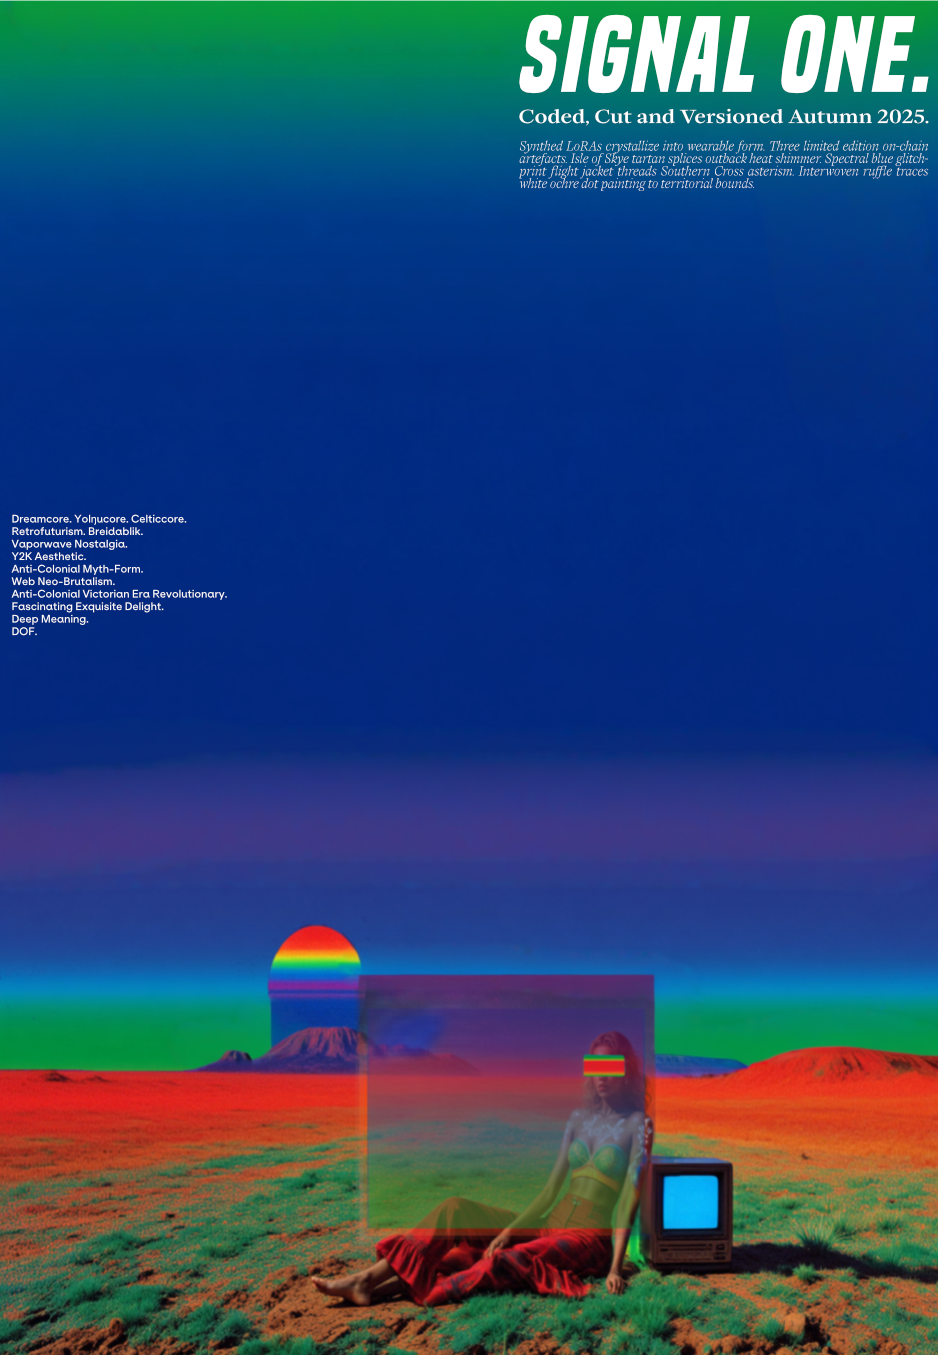 SIGNAL ONE.
Coded, Cut and Versioned Autumn 2025.
Synthed LoRAs crystallize into wearable form. Three limited edition on-chain
artefacts. Isle of Skye tartan splices outback heat shimmer. Spectral blue glitch-
print flight jacket threads Southern Cross asterism. Interwoven ruffle traces
white ochre dot painting to territorial bounds.
Dreamcore. Yolŋucore. Celticcore.
Retrofuturism. Breidablik.
Vaporwave Nostalgia.
Y2K Aesthetic.
Anti-Colonial Myth-Form.
Web Neo-Brutalism.
Anti-Colonial Victorian Era Revolutionary.
Fascinating Exquisite Delight.
Deep Meaning.
DOF.